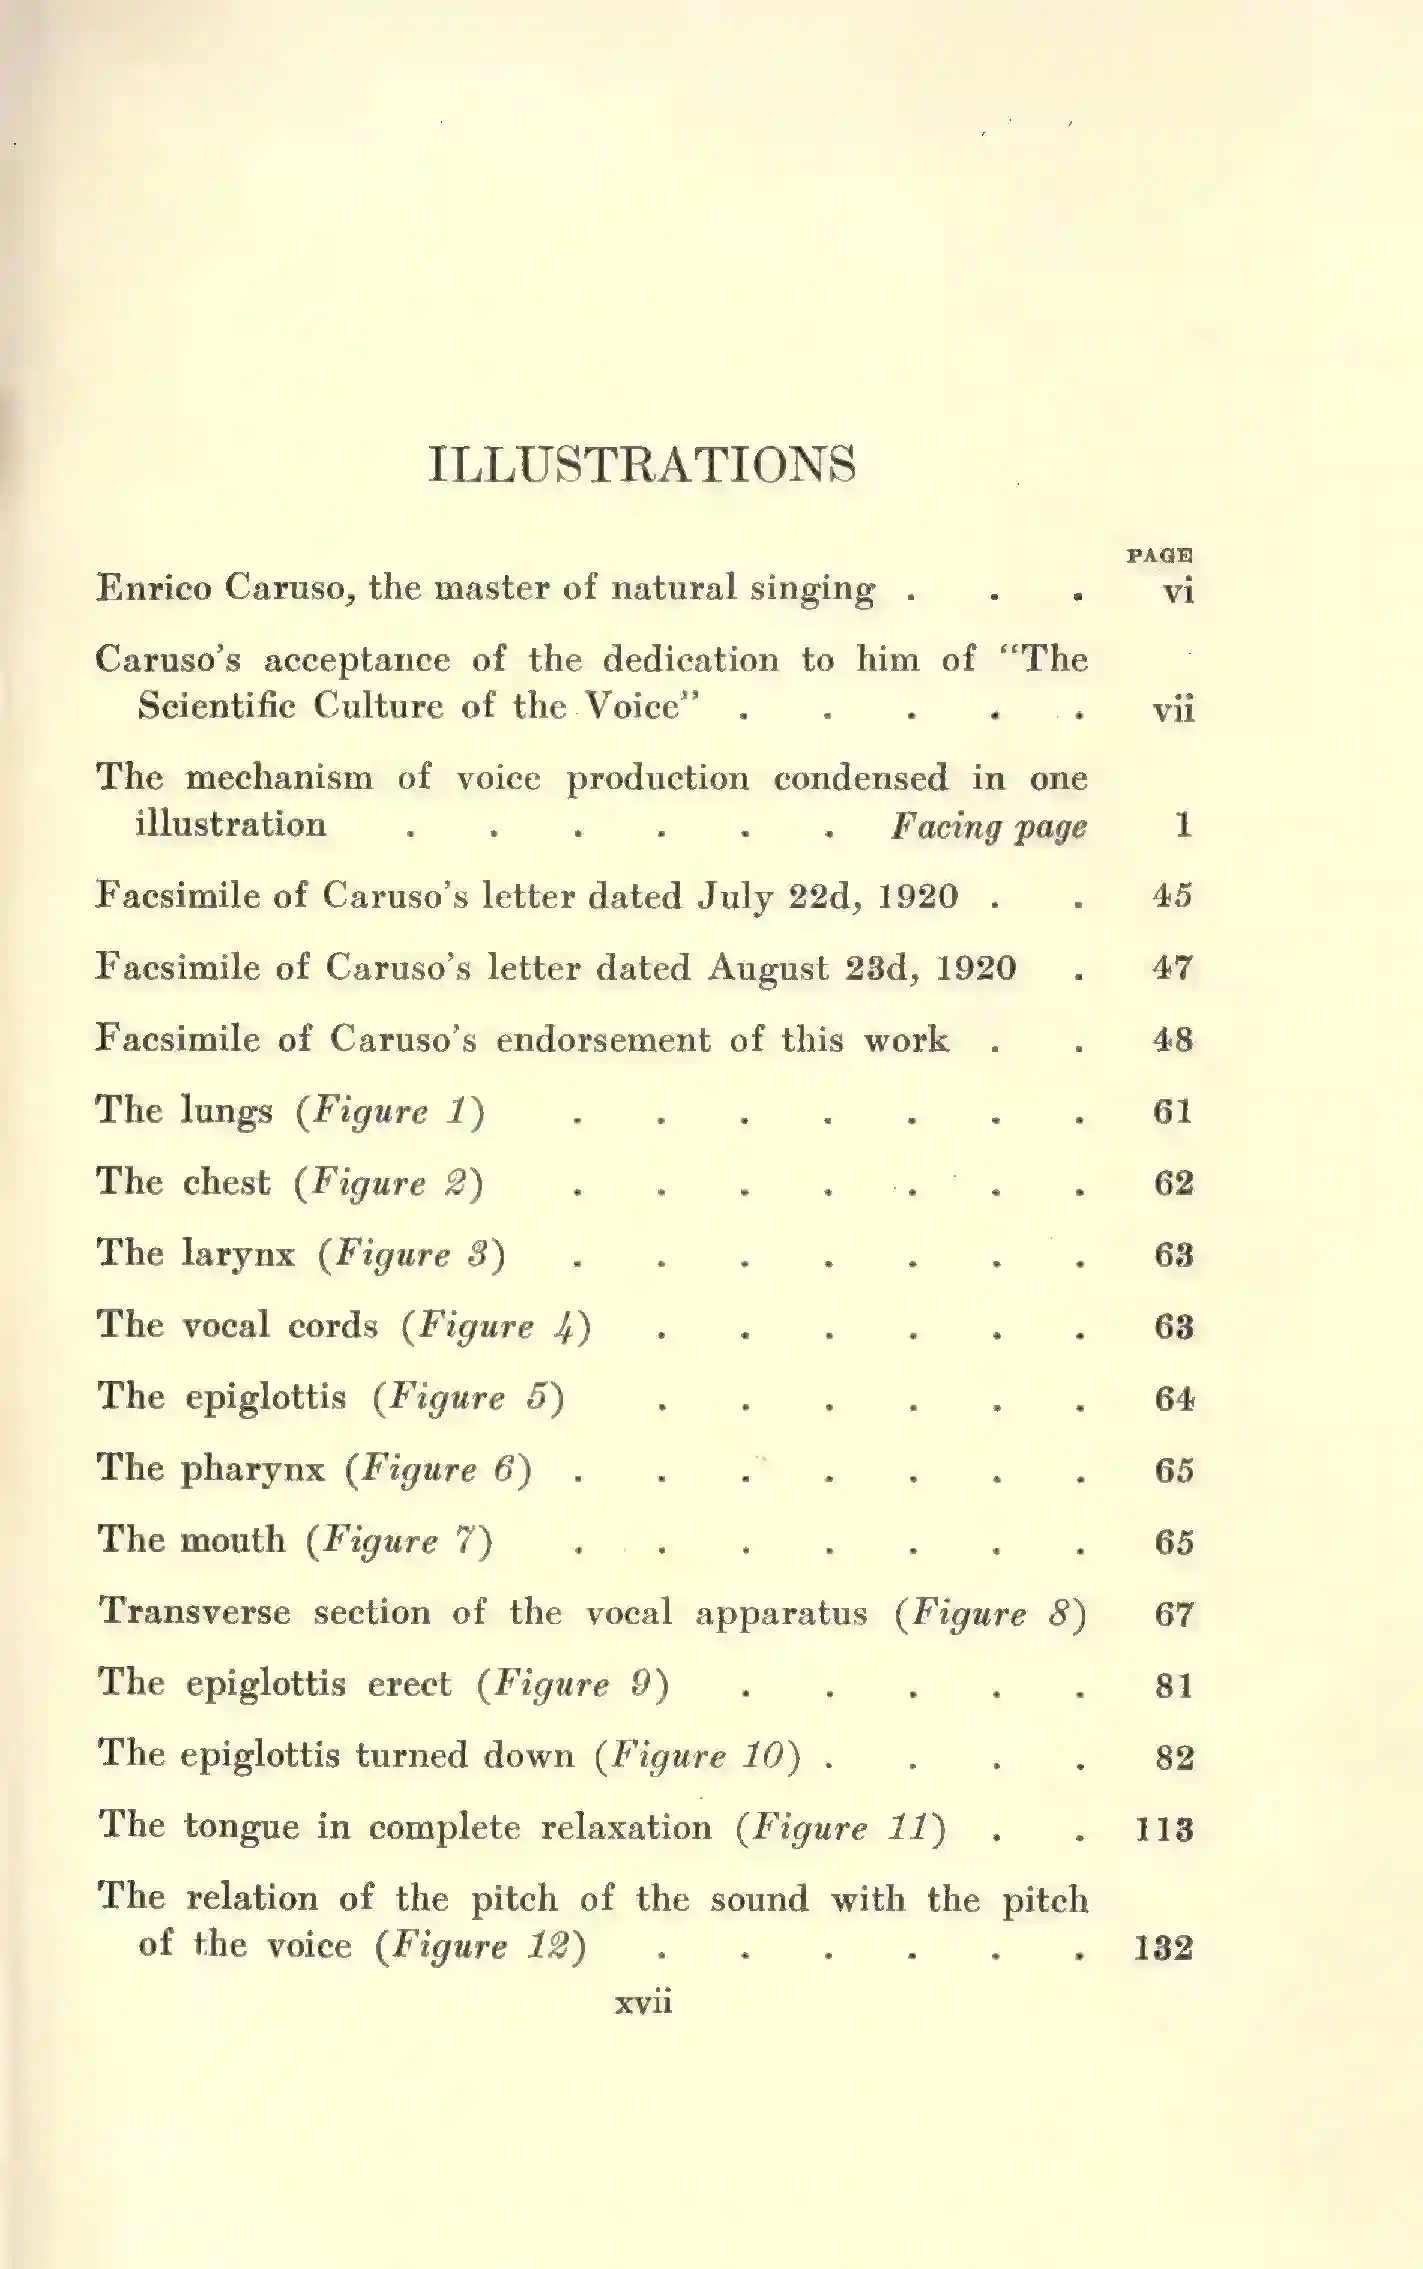 ILLUSTRATIONS
PAGE
Enrico Caruso, the master of natural singing . . . vi
Caruso's acceptance of the dedication to him of "The
Scientific Culture of the Voice" . . . . . vii
The mechanism of voice production condensed in one
illustration . . . . . . Facing page 1
Facsimile of Caruso's letter dated July 22d, 1920 . . 45
Facsimile of Caruso's letter dated August 23d, 1920 . 47
Facsimile of Caruso's endorsement of this work . . 48
The lungs (Figure 1) . . . . . . . 61
The chest (Figure 2) . . . . . . . 62
The larynx (Figure 3) . . . . . . . 63
The vocal cords (Figure 4) . . . . . . 63
The epiglottis (Figure 5) . . . . . . 64
The pharynx (Figure 6) . . . . . . . 65
The mouth (Figure 7) . . . . . . . 65
Transverse section of the vocal apparatus (Figure 8) 67
The epiglottis erect (Figure 9) . . . . . 81
The epiglottis turned down (Figure 10) . . . . 82
The tongue in complete relaxation (Figure 11) . . 113
The relation of the pitch of the sound with the pitch
of the voice (Figure 12) . . . . . . 132
xvii